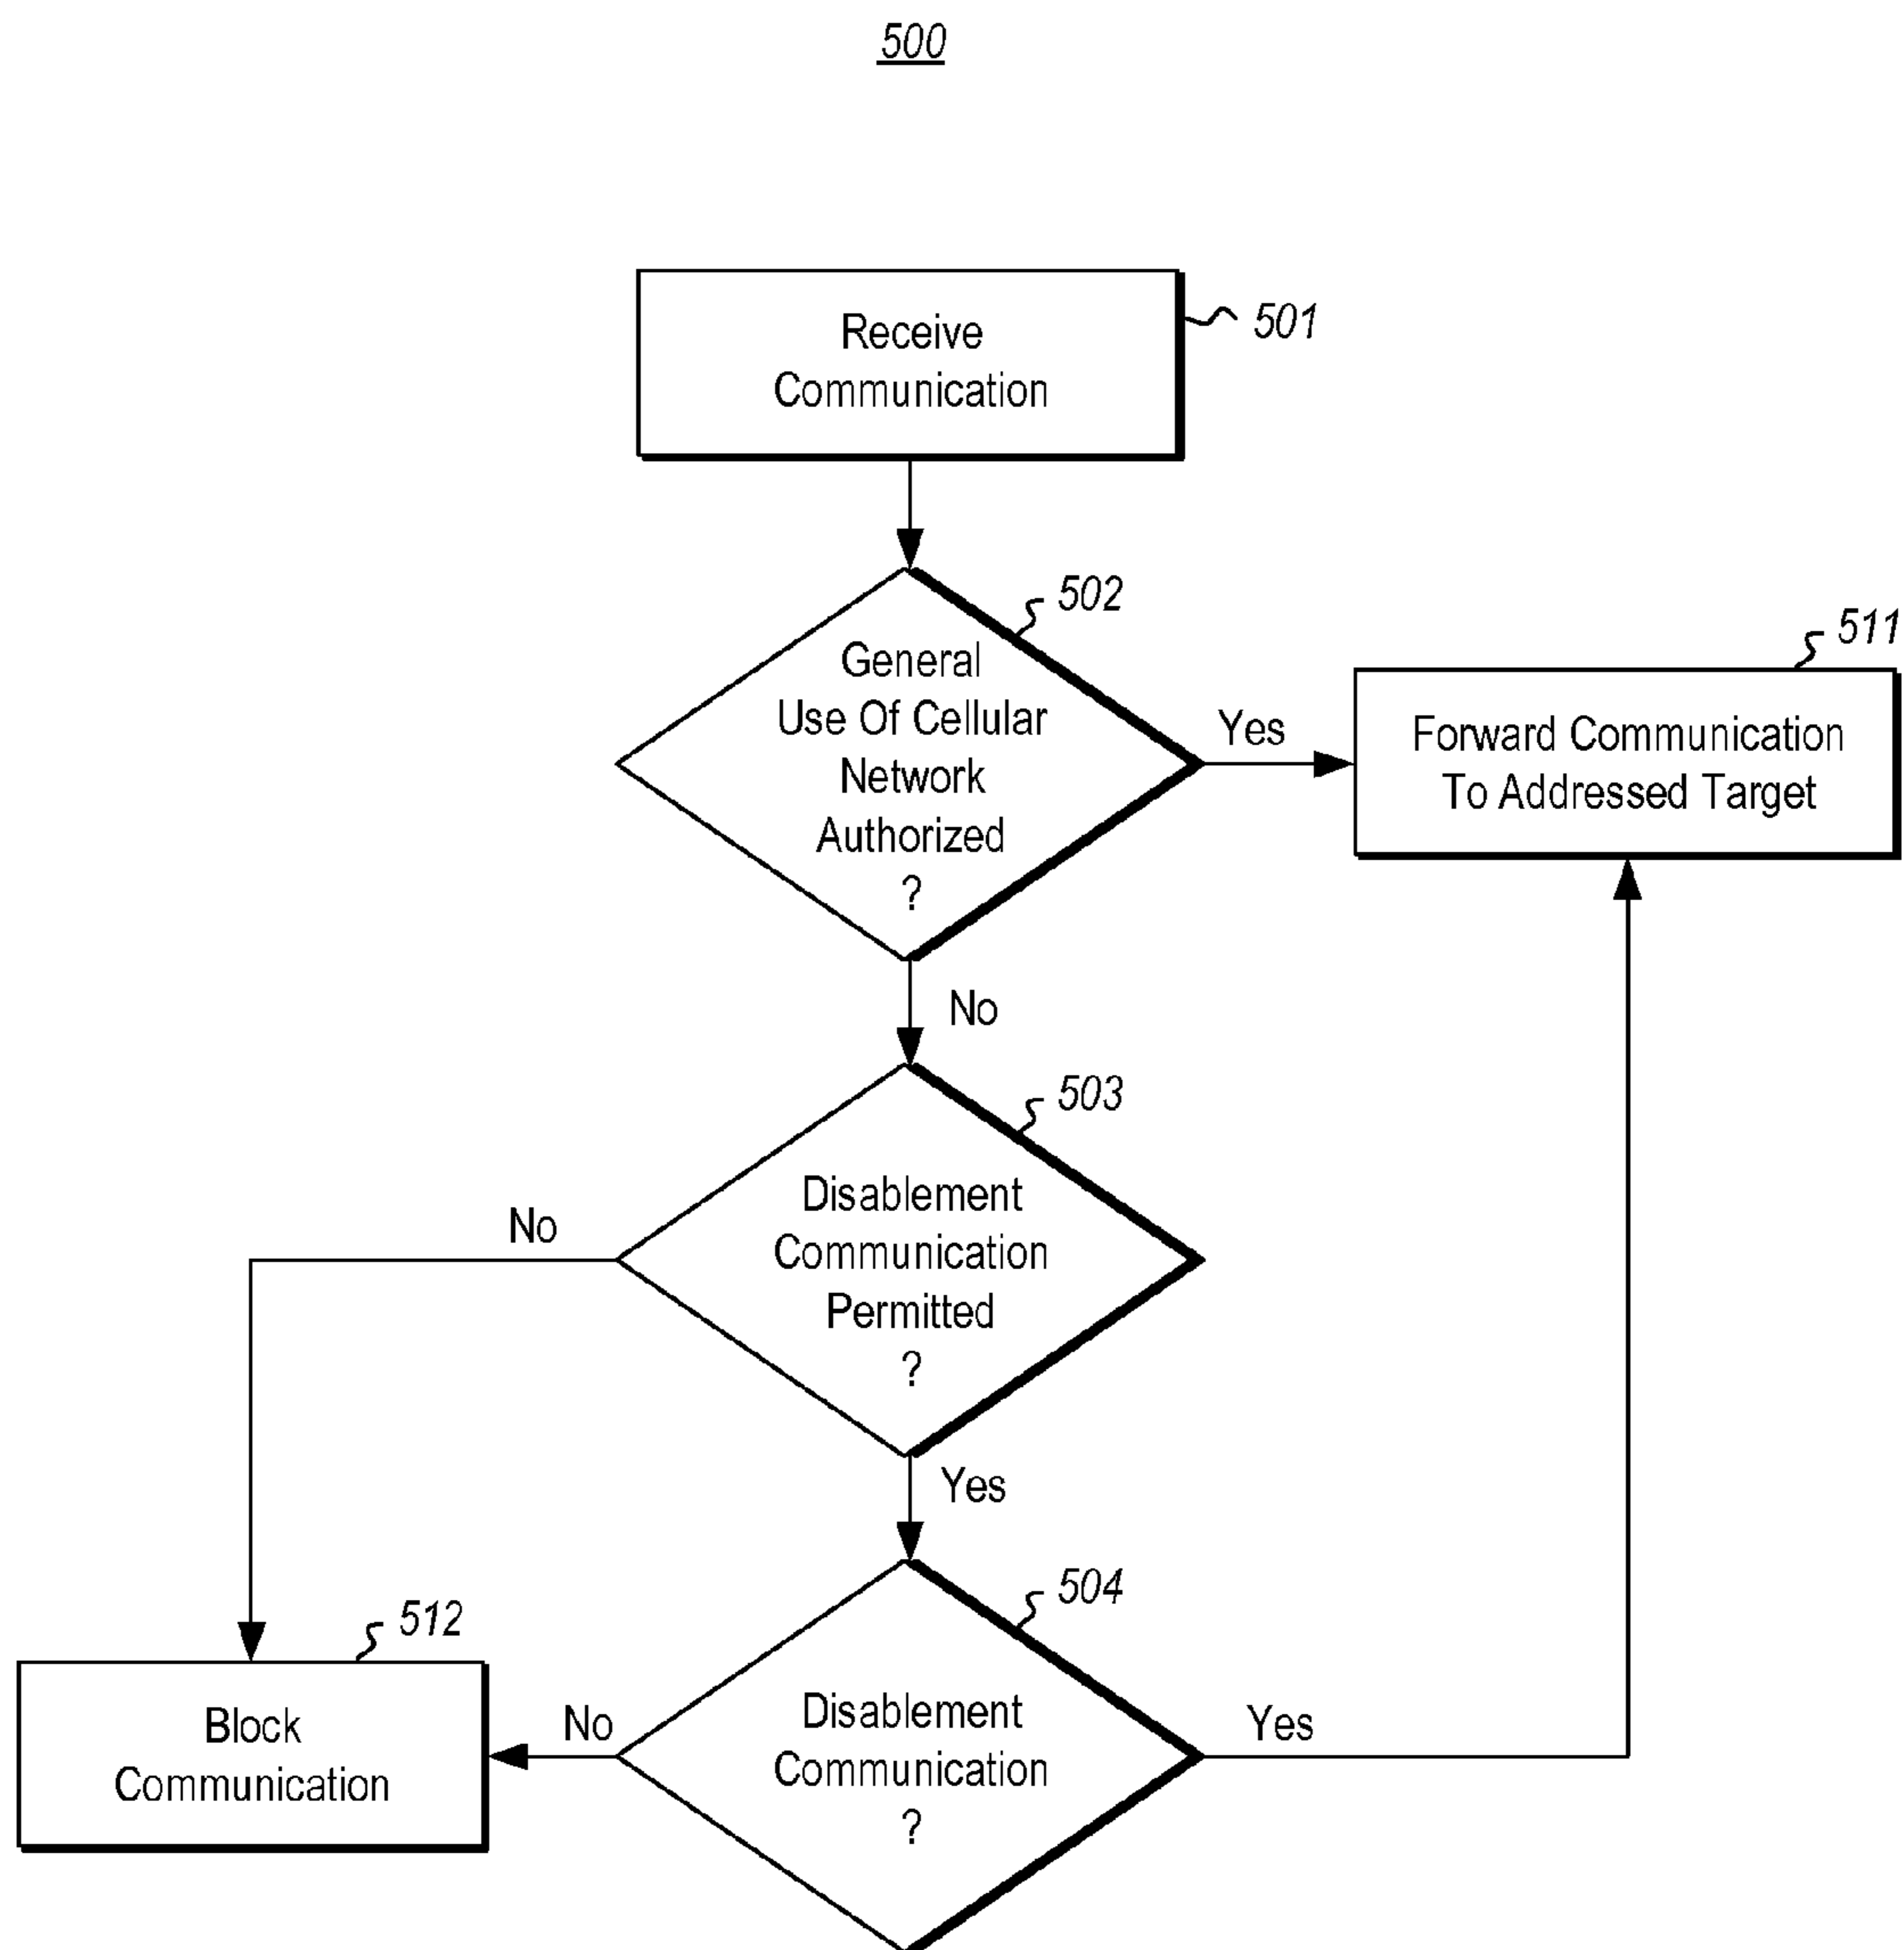 500
Receive
Communication
501
General
Use Of Cellular
Network
Authorized
?
502
Yes
Forward Communication
To Addressed Target
511
No
Disablement
Communication
Permitted
?
503
No
Yes
Disablement
Communication
?
504
No
Yes
Block
Communication
512